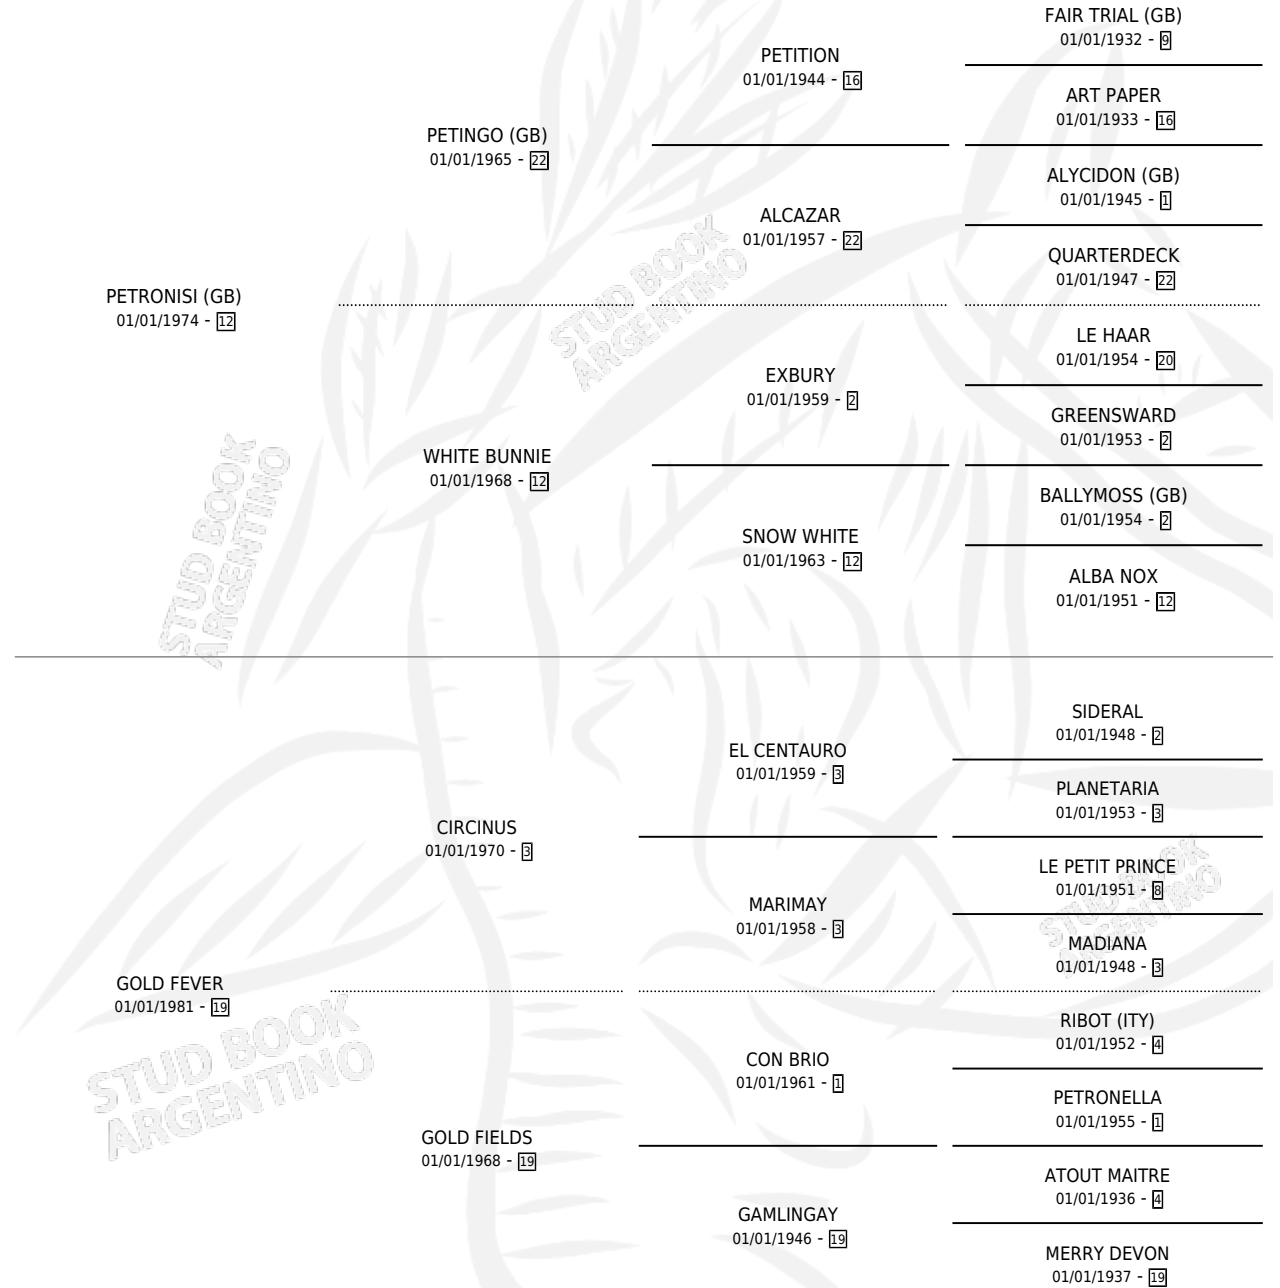 FAIR TRIAL (GB)
01/01/1932 - 9
PETITION
01/01/1944 - 16
ART PAPER
01/01/1933 - 16
PETINGO (GB)
01/01/1965 - 22
ALYCIDON (GB)
01/01/1945 - 1
ALCAZAR
01/01/1957 - 22
QUARTERDECK
01/01/1947 - 22
PETRONISI (GB)
01/01/1974 - 12
STUD BOOK
ARGENTINO
LE HAAR
01/01/1954 - 20
EXBURY
01/01/1959 - 2
GREENSWARD
01/01/1953 - 2
WHITE BUNNIE
01/01/1968 - 12
BALLYMOSS (GB)
01/01/1954 - 2
SNOW WHITE
01/01/1963 - 12
ALBA NOX
01/01/1951 - 12
STUD BOOK
ARGENTINO
SIDERAL
01/01/1948 - 2
EL CENTAURO
01/01/1959 - 3
PLANETARIA
01/01/1953 - 3
CIRCINUS
01/01/1970 - 3
LE PETIT PRINCE
01/01/1951 - 8
MARIMAY
01/01/1958 - 3
STUD BOOK
ARGENTINO
MADIANA
01/01/1948 - 3
GOLD FEVER
01/01/1981 - 19
RIBOT (ITY)
01/01/1952 - 4
CON BRIO
01/01/1961 - 1
STUD BOOK
ARGENTINO
PETRONELLA
01/01/1955 - 1
GOLD FIELDS
01/01/1968 - 19
ATOUT MAITRE
01/01/1936 - 4
GAMLINGAY
01/01/1946 - 19
MERRY DEVON
01/01/1937 - 19